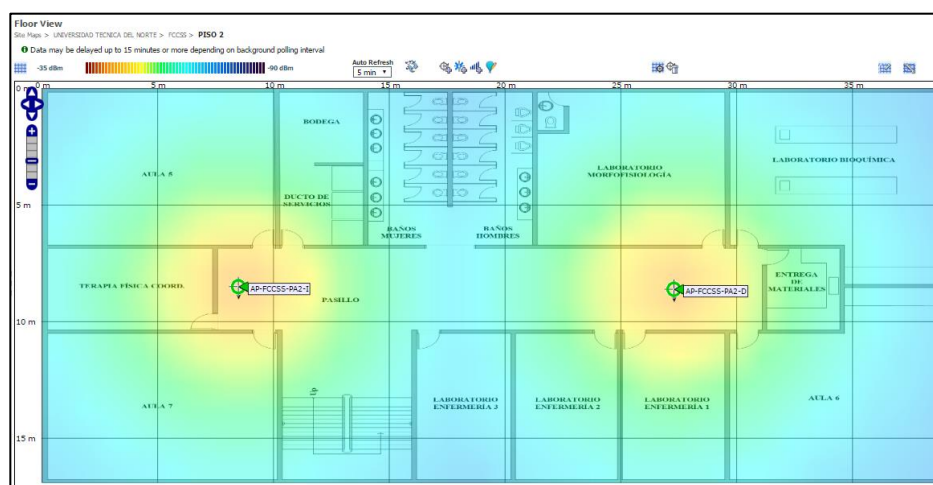 Floor View
Site Maps > UNIVERSIDAD TECNICA DEL NORTE > FCCSS > PISO 2
Data may be delayed up to 15 minutes or more depending on background polling interval
-35 dBm
-90 dBm
Auto Refresh
5 min
0 m
0 m
5 m
10 m
15 m
20 m
25 m
30 m
35 m
5 m
10 m
15 m
BODEGA
AULA 5
DUCTO DE
SERVICIOS
BAÑOS
MUJERES
BAÑOS
HOMBRES
LABORATORIO
MORFOFISIOLOGÍA
LABORATORIO BIOQUÍMICA
TERAPIA FÍSICA COORD.
AP-FCCSS-PA2-I
PASILLO
AP-FCCSS-PA2-D
ENTREGA
DE
MATERIALES
AULA 7
Up
LABORATORIO
ENFERMERÍA 3
LABORATORIO
ENFERMERÍA 2
LABORATORIO
ENFERMERÍA 1
AULA 6